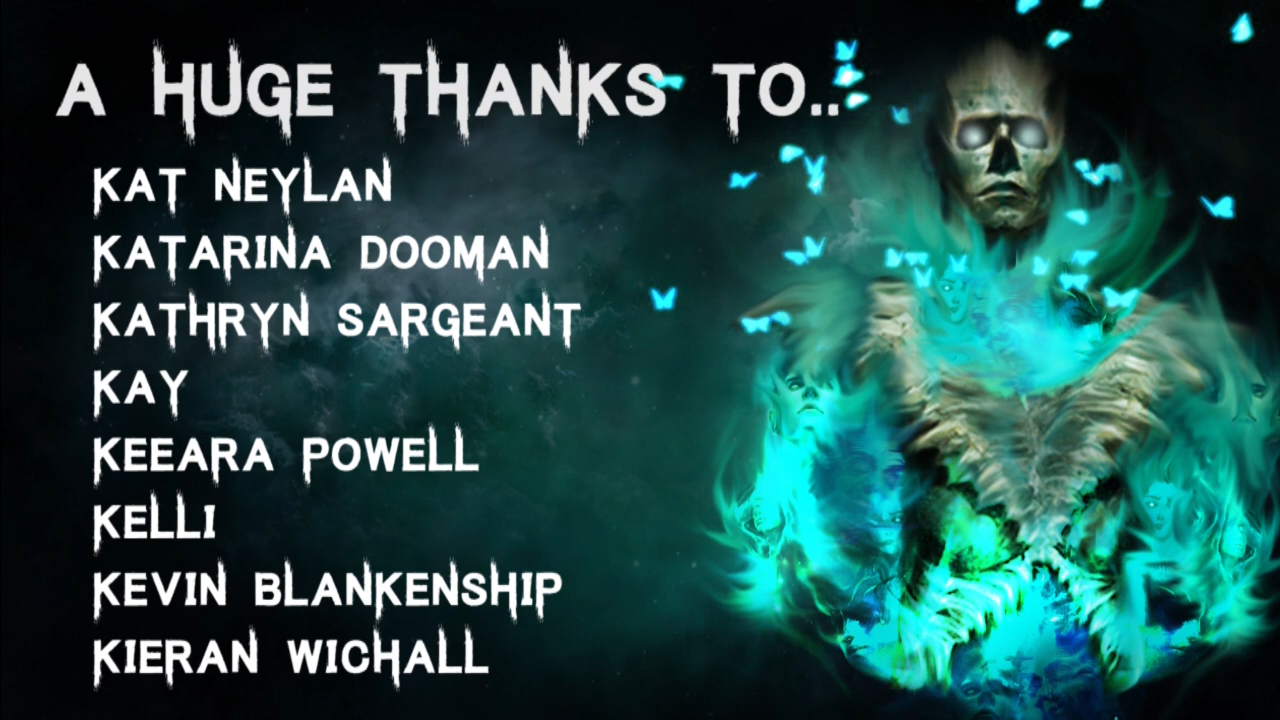 A HUGE THANKS TO..
KAT NEYLAN
KATARINA DOOMAN
KATHRYN SARGEANT
KAY
KEEARA POWELL
KELLI
KEVIN BLANKENSHIP
KIERAN WICHALL